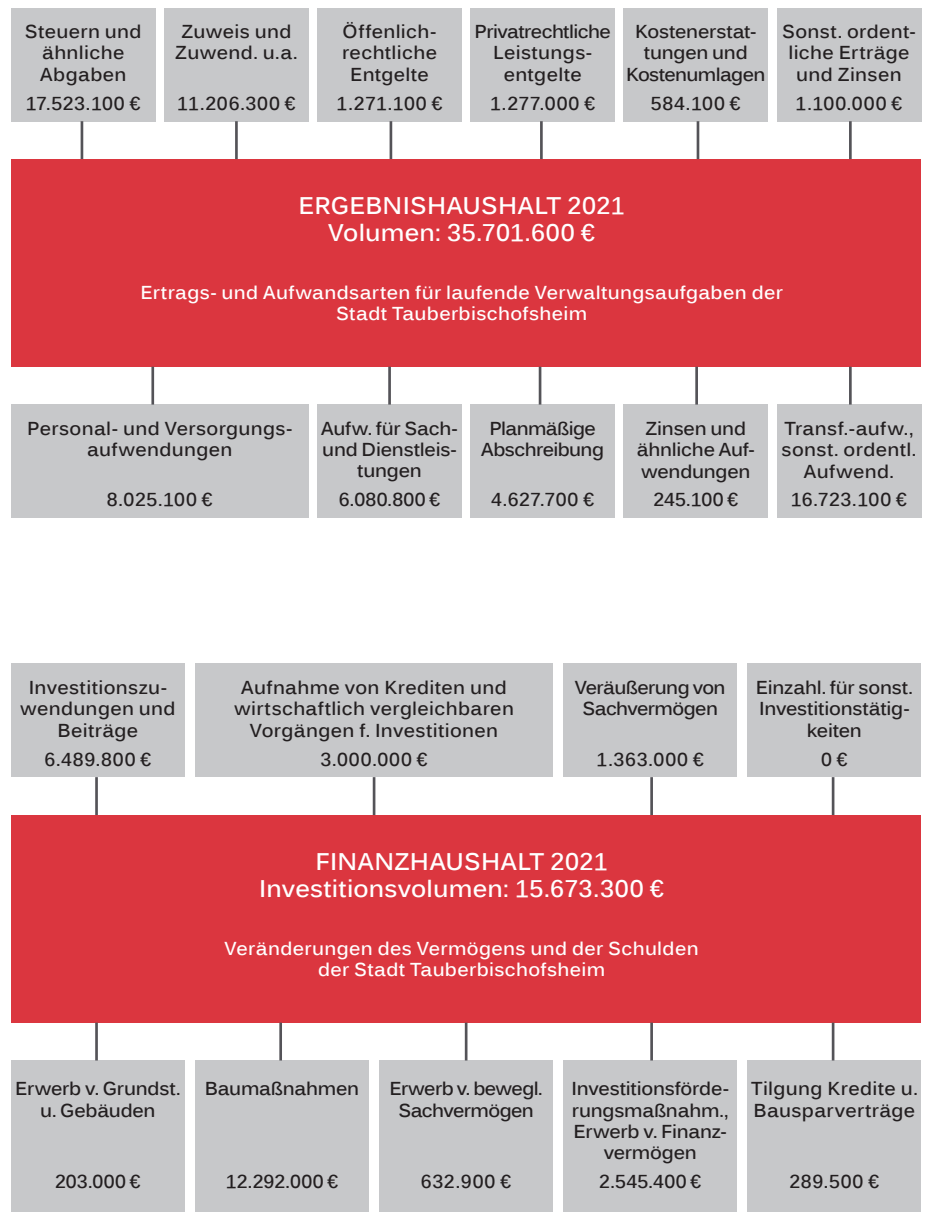 Steuern und
ähnliche
Abgaben
17.523.100 €
Zuweis und
Zuwend. u.a.
11.206.300 €
Öffenlich-
rechtliche
Entgelte
1.271.100 €
Privatrechtliche
Leistungs-
entgelte
1.277.000 €
Kostenerstat-
tungen und
Kostenumlagen
584.100 €
Sonst. ordent-
liche Erträge
und Zinsen
1.100.000 €
ERGEBNISHAUSHALT 2021
Volumen: 35.701.600 €
Ertrags- und Aufwandsarten für laufende Verwaltungsaufgaben der
Stadt Tauberbischofsheim
Personal- und Versorgungs-
aufwendungen
8.025.100 €
Aufw. für Sach-
und Dienstleis-
tungen
6.080.800 €
Planmäßige
Abschreibung
4.627.700 €
Zinsen und
ähnliche Auf-
wendungen
245.100 €
Transf.-aufw.,
sonst. ordentl.
Aufwend.
16.723.100 €
Investitionszu-
wendungen und
Beiträge
6.489.800 €
Aufnahme von Krediten und
wirtschaftlich vergleichbaren
Vorgängen f. Investitionen
3.000.000 €
Veräußerung von
Sachvermögen
1.363.000 €
Einzahl. für sonst.
Investitionstätig-
keiten
0 €
FINANZHAUSHALT 2021
Investitionsvolumen: 15.673.300 €
Veränderungen des Vermögens und der Schulden
der Stadt Tauberbischofsheim
Erwerb v. Grundst.
u. Gebäuden
203.000 €
Baumaßnahmen
12.292.000 €
Erwerb v. bewegl.
Sachvermögen
632.900 €
Investitionsförde-
rungsmaßnahm.,
Erwerb v. Finanz-
vermögen
2.545.400 €
Tilgung Kredite u.
Bausparverträge
289.500 €